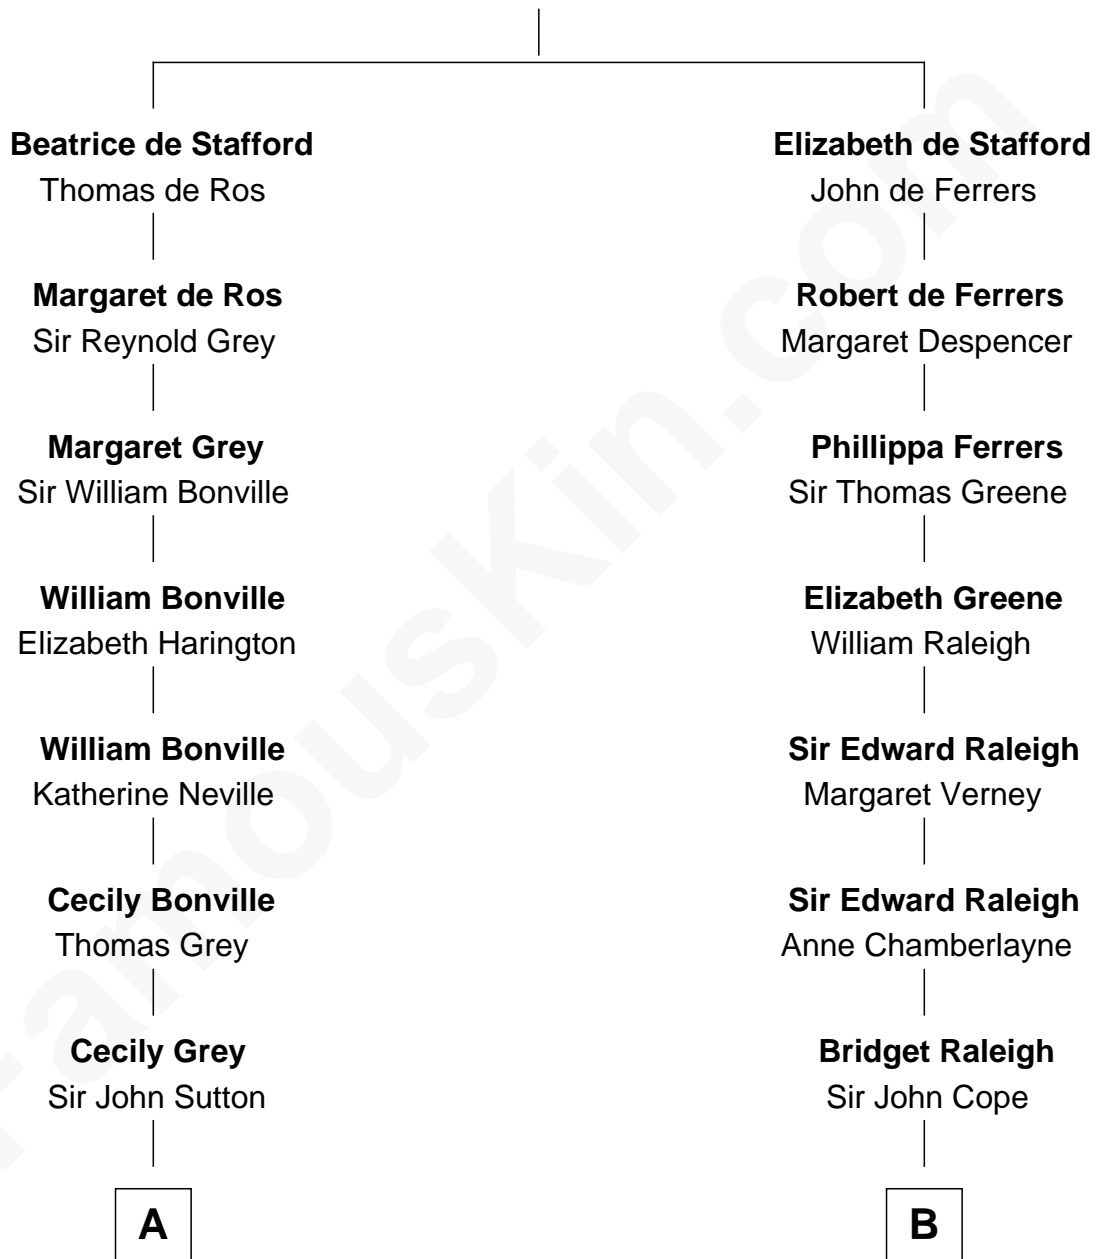 Beatrice de Stafford
Thomas de Ros
Margaret de Ros
Sir Reynold Grey
Margaret Grey
Sir William Bonville
William Bonville
Elizabeth Harington
William Bonville
Katherine Neville
Cecily Bonville
Thomas Grey
Cecily Grey
Sir John Sutton
A
Elizabeth de Stafford
John de Ferrers
Robert de Ferrers
Margaret Despencer
Phillippa Ferrers
Sir Thomas Greene
Elizabeth Greene
William Raleigh
Sir Edward Raleigh
Margaret Verney
Sir Edward Raleigh
Anne Chamberlayne
Bridget Raleigh
Sir John Cope
B
FamousKin.com